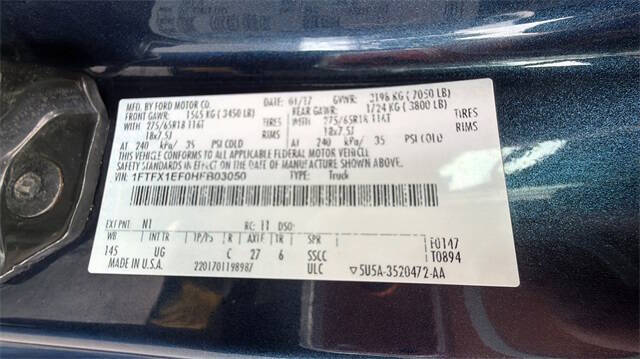 MFD. BY FORD MOTOR CO. DATE: 01/17 GVWR: 3198 KG ( 7050 LB)
FRONT GAWR: 1565 KG ( 3450 LB) REAR GAWR: 1724 KG ( 3800 LB)
WITH 275/65R18 116T TIRES WITH 275/65R18 116T TIRES
18x7.5J RIMS 18x7.5J RIMS
AT 240 kPa/ 35 PSI COLD AT 240 kPa/ 35 PSI COLD
THIS VEHICLE CONFORMS TO ALL APPLICABLE FEDERAL MOTOR VEHICLE
SAFETY STANDARDS IN EFFECT ON THE DATE OF MANUFACTURE SHOWN ABOVE.
VIN: 1FTFX1EF0HFB03050 TYPE: Truck
EXT PNT: N1 RC: 11 DSO: F0147
WB INT TR TP/PS R AXLE TR SPR T0894
145 UG C 27 6 SSCC
MADE IN U.S.A. 2201701198987 ULC ▽5U5A-3520472-AA